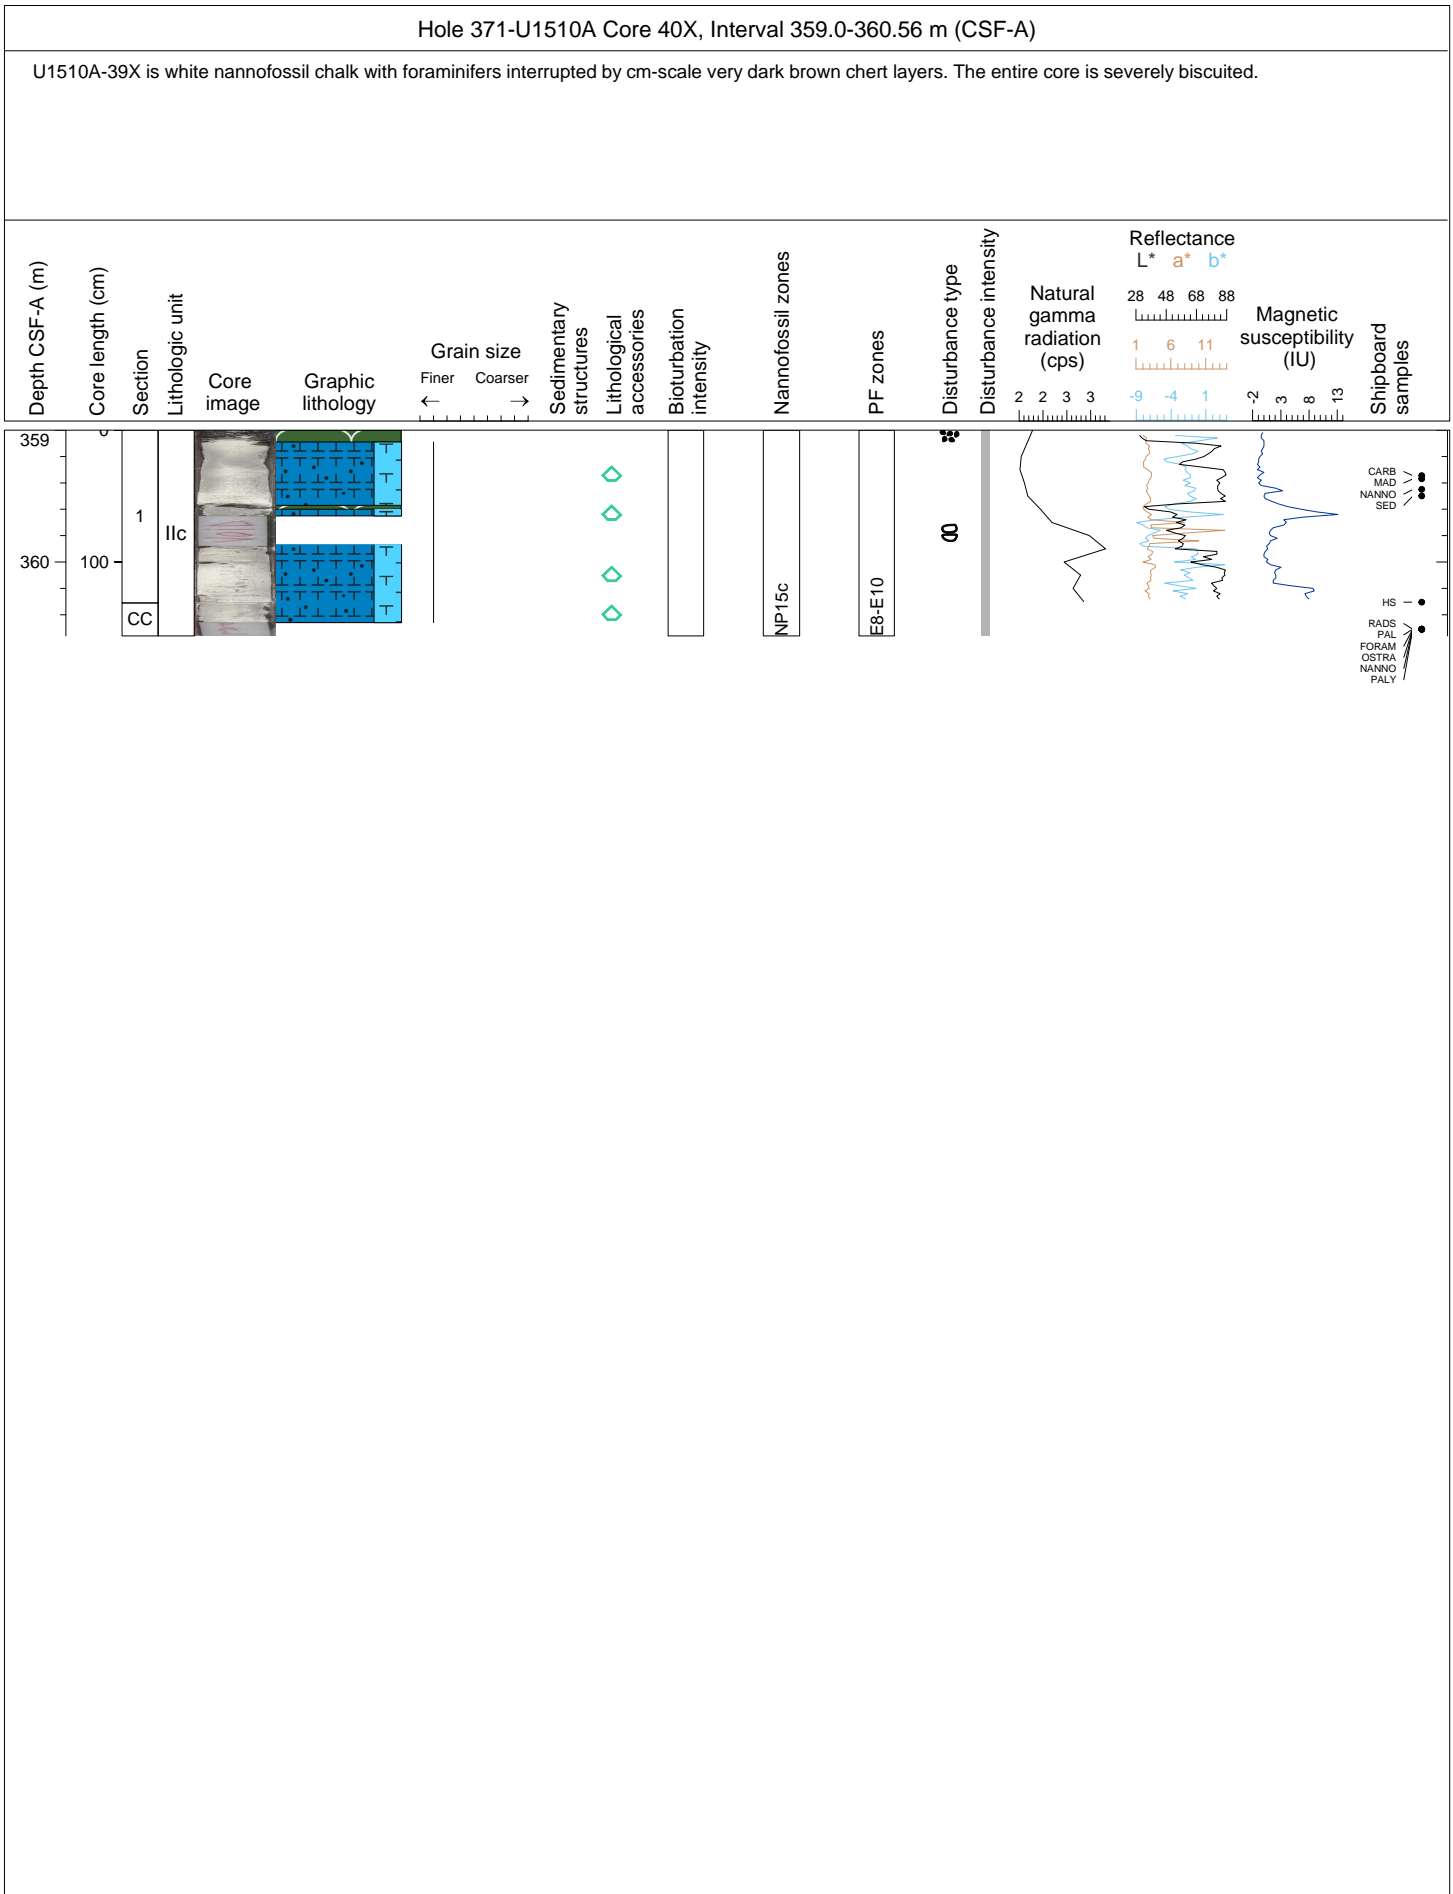 Hole 371-U1510A Core 40X, Interval 359.0-360.56 m (CSF-A)
U1510A-39X is white nannofossil chalk with foraminifers interrupted by cm-scale very dark brown chert layers. The entire core is severely biscuited.
Depth CSF-A (m)
Core length (cm)
Section
Lithologic unit
Core
image
Graphic
lithology
Grain size
Finer Coarser
← →
Sedimentary
structures
Lithological
accessories
Bioturbation
intensity
Nannofossil zones
PF zones
Disturbance type
Disturbance intensity
Natural
gamma
radiation
(cps)
2 2 3 3
Reflectance
L* a* b*
28 48 68 88
1 6 11
-9 -4 1
Magnetic
susceptibility
(IU)
-2 3 8 13
Shipboard
samples
359
360
0
100
1
CC
IIc
NP15c
E8-E10
CARB
MAD
NANNO
SED
HS
RADS
PAL
FORAM
OSTRA
NANNO
PALY